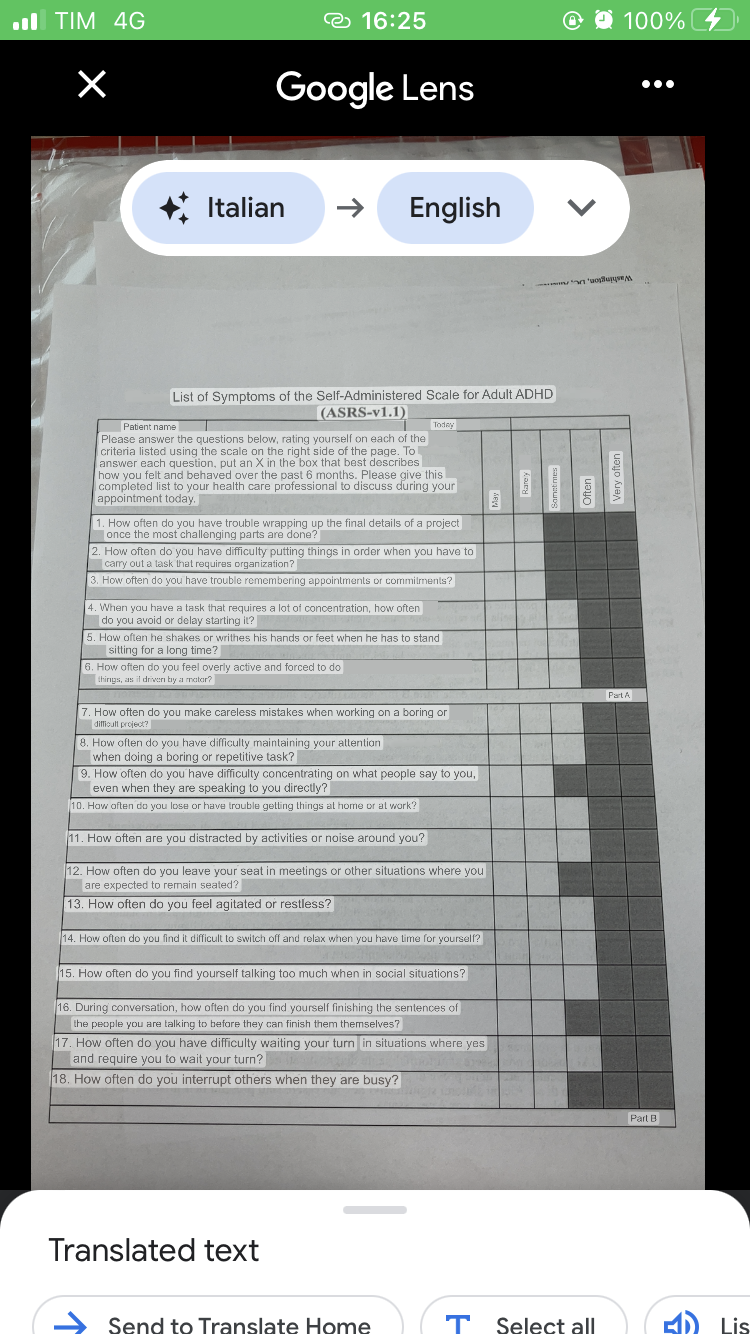 TIM 4G 16:25 100%
Google Lens
Italian → English
Washington, DC,
List of Symptoms of the Self-Administered Scale for Adult ADHD
(ASRS-v1.1)
Patient name Today
Please answer the questions below, rating yourself on each of the
criteria listed using the scale on the right side of the page. To
answer each question, put an X in the box that best describes
how you felt and behaved over the past 6 months. Please give this
completed list to your health care professional to discuss during your
appointment today.
May
Rarely
Sometimes
Often
Very often
1. How often do you have trouble wrapping up the final details of a project
once the most challenging parts are done?
2. How often do you have difficulty putting things in order when you have to
carry out a task that requires organization?
3. How often do you have trouble remembering appointments or commitments?
4. When you have a task that requires a lot of concentration, how often
do you avoid or delay starting it?
5. How often he shakes or writhes his hands or feet when he has to stand
sitting for a long time?
6. How often do you feel overly active and forced to do
things, as if driven by a motor?
Part A
7. How often do you make careless mistakes when working on a boring or
difficult project?
8. How often do you have difficulty maintaining your attention
when doing a boring or repetitive task?
9. How often do you have difficulty concentrating on what people say to you,
even when they are speaking to you directly?
10. How often do you lose or have trouble getting things at home or at work?
11. How often are you distracted by activities or noise around you?
12. How often do you leave your seat in meetings or other situations where you
are expected to remain seated?
13. How often do you feel agitated or restless?
14. How often do you find it difficult to switch off and relax when you have time for yourself?
15. How often do you find yourself talking too much when in social situations?
16. During conversation, how often do you find yourself finishing the sentences of
the people you are talking to before they can finish them themselves?
17. How often do you have difficulty waiting your turn in situations where yes
and require you to wait your turn?
18. How often do you interrupt others when they are busy?
Part B
Translated text
Send to Translate Home
Select all
Lis